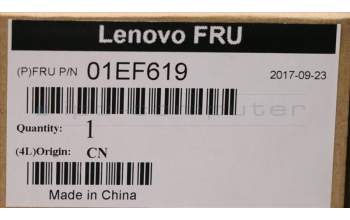 Lenovo FRU
(P)FRU P/N 01EF619 2017-09-23
Quantity: 1
(4L)Origin: CN
Made in China